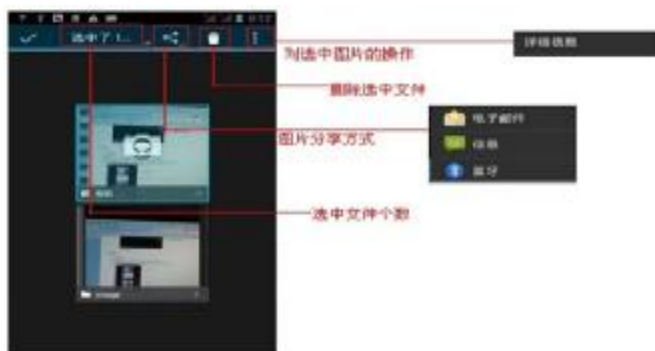 选中了 1...
对选中图片的操作
详细信息
删除选中文件
图片分享方式
电子邮件
信息
蓝牙
选中文件个数